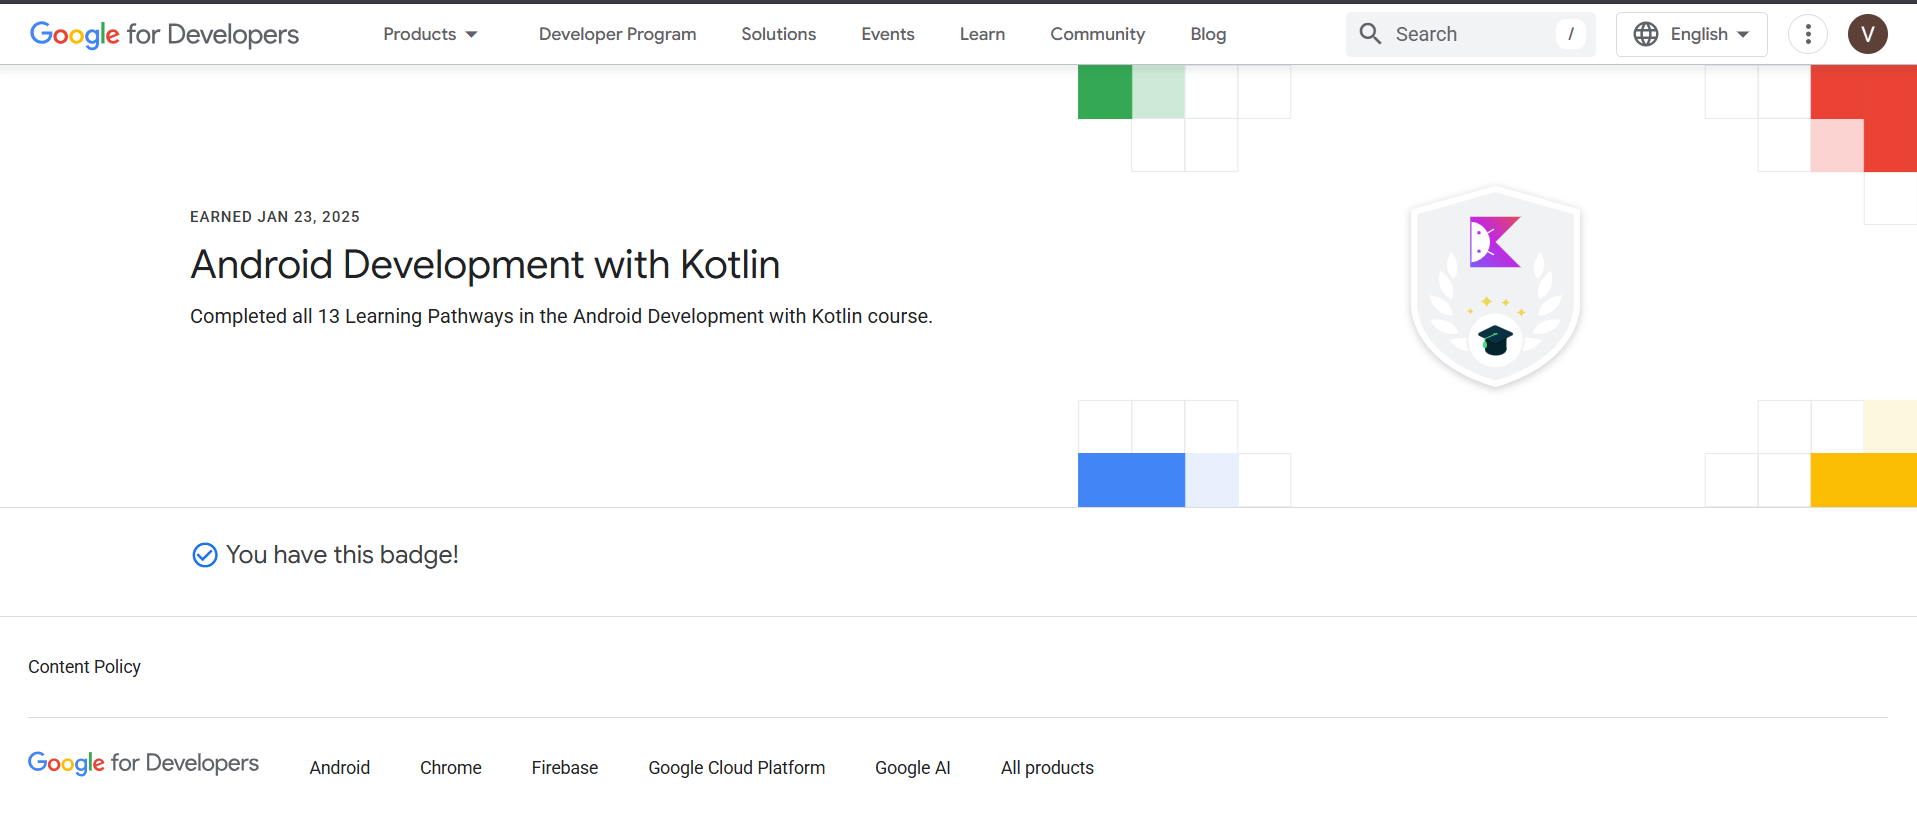 Google for Developers
Products
Developer Program
Solutions
Events
Learn
Community
Blog
Search
/
English
V
EARNED JAN 23, 2025
Android Development with Kotlin
Completed all 13 Learning Pathways in the Android Development with Kotlin course.
You have this badge!
Content Policy
Google for Developers
Android
Chrome
Firebase
Google Cloud Platform
Google AI
All products